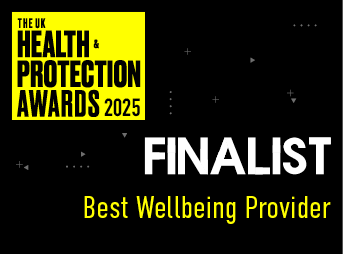 THE UK
HEALTH &
PROTECTION
AWARDS 2025
FINALIST
Best Wellbeing Provider